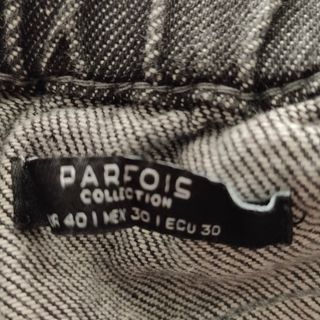 PARFOIS
COLLECTION
40 | MEX 30 | ECU 30